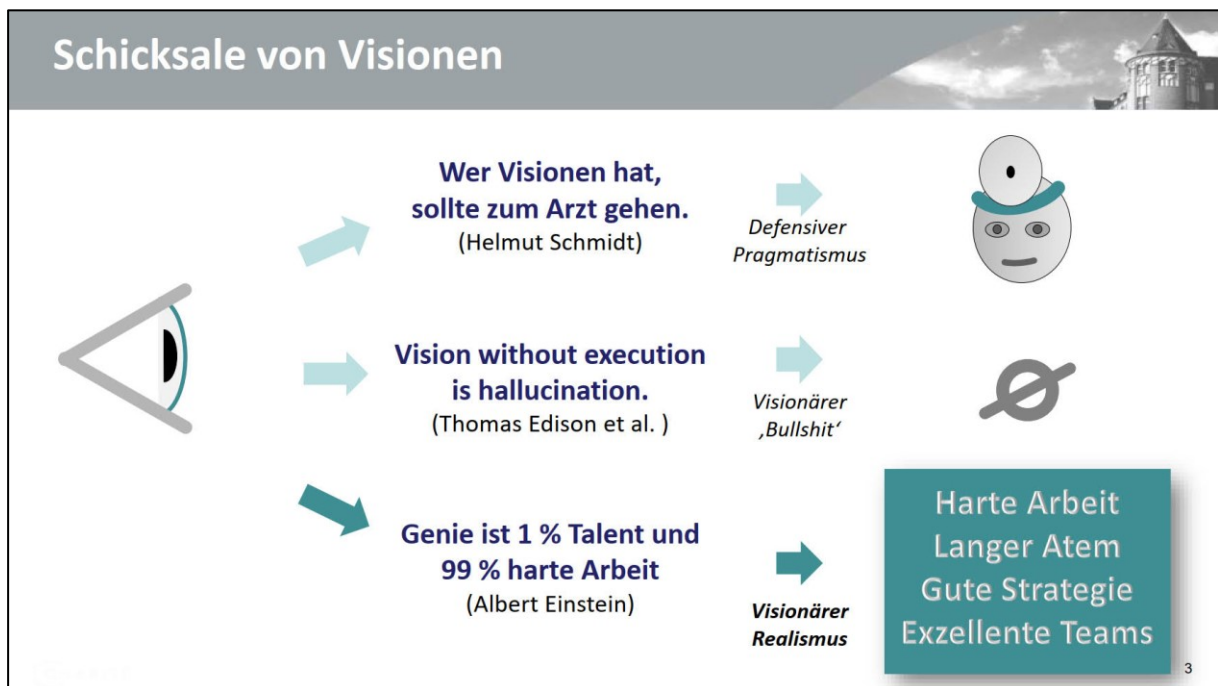 Schicksale von Visionen
Wer Visionen hat,
sollte zum Arzt gehen.
(Helmut Schmidt)
Defensiver
Pragmatismus
Vision without execution
is hallucination.
(Thomas Edison et al. )
Visionärer
‚Bullshit‘
Genie ist 1 % Talent und
99 % harte Arbeit
(Albert Einstein)
Visionärer
Realismus
Harte Arbeit
Langer Atem
Gute Strategie
Exzellente Teams
3